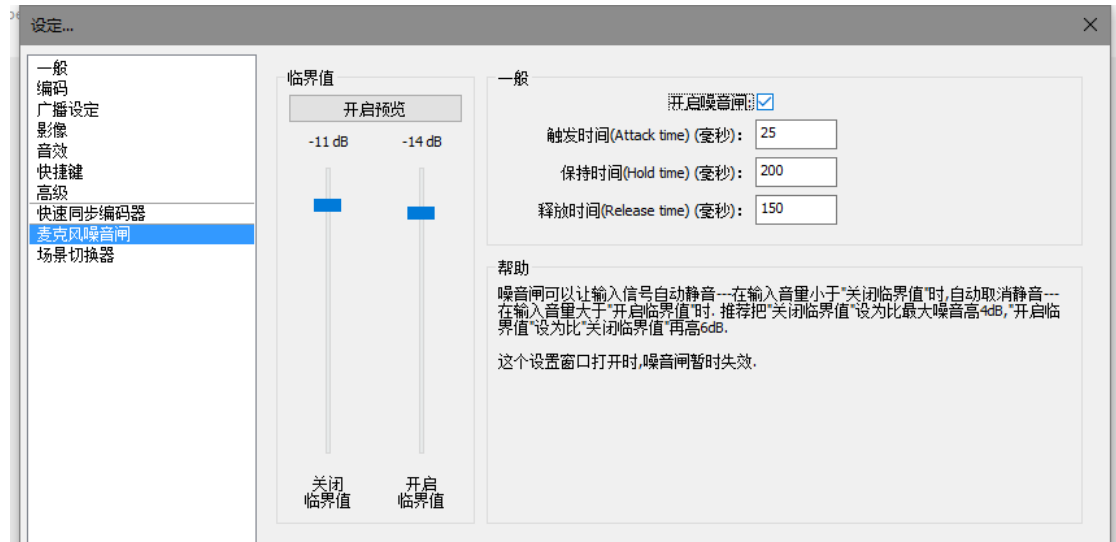 设定...
一般
编码
广播设定
影像
音效
快捷键
高级
快速同步编码器
麦克风噪音闸
场景切换器
临界值
开启预览
-11 dB
-14 dB
关闭
临界值
开启
临界值
一般
开启噪音闸:
触发时间(Attack time) (毫秒):
25
保持时间(Hold time) (毫秒):
200
释放时间(Release time) (毫秒):
150
帮助
噪音闸可以让输入信号自动静音---在输入音里小于"关闭临界值"时,自动取消静音---
在输入音里大于"开启临界值"时. 推荐把"关闭临界值"设为比最大噪音高4dB,"开启临
界值"设为比"关闭临界值"再高6dB.
这个设置窗口打开时,噪音闸暂时失效.